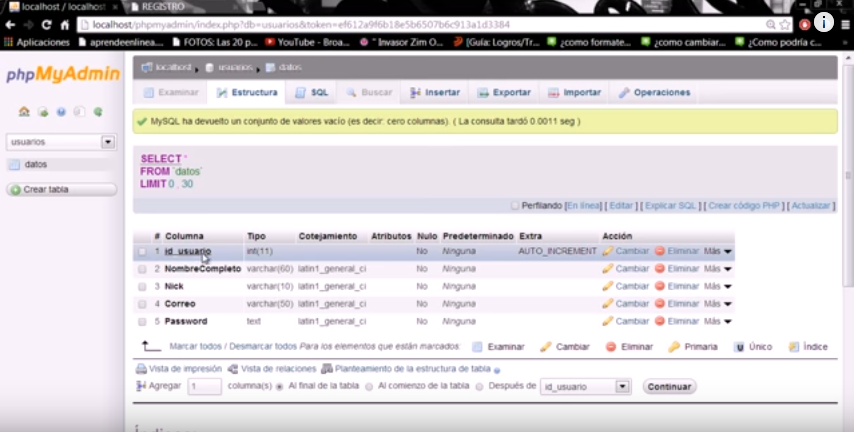 localhost / localhost
REGISTRO
localhost/phpmyadmin/index.php?db=usuarios&token=ef612a9f6b18e5b6507b6c913a1d3384
Aplicaciones aprendeenlinea... FOTOS: Las 20 p... YouTube - Broa... "Invasor Zim O... [Guía: Logros/Tr... ¿como formate... ¿como cambiar... ¿Como podría c...
phpMyAdmin
localhost usuarios datos
Examinar Estructura SQL Buscar Insertar Exportar Importar Operaciones
MySQL ha devuelto un conjunto de valores vacío (es decir: cero columnas). ( La consulta tardó 0.0011 seg )
usuarios
datos
Crear tabla
SELECT *
FROM `datos`
LIMIT 0 , 30
Perfilando [En línea] [ Editar ] [ Explicar SQL ] [ Crear código PHP ] [ Actualizar ]
# Columna Tipo Cotejamiento Atributos Nulo Predeterminado Extra Acción
1 id_usuario int(11) No Ninguna AUTO_INCREMENT Cambiar Eliminar Más
2 NombreCompleto varchar(60) latin1_general_ci No Ninguna Cambiar Eliminar Más
3 Nick varchar(10) latin1_general_ci No Ninguna Cambiar Eliminar Más
4 Correo varchar(50) latin1_general_ci No Ninguna Cambiar Eliminar Más
5 Password text latin1_general_ci No Ninguna Cambiar Eliminar Más
Marcar todos / Desmarcar todos Para los elementos que están marcados: Examinar Cambiar Eliminar Primaria Único Índice
Vista de impresión Vista de relaciones Planteamiento de la estructura de tabla
Agregar 1 columna(s) Al final de la tabla Al comienzo de la tabla Después de id_usuario Continuar